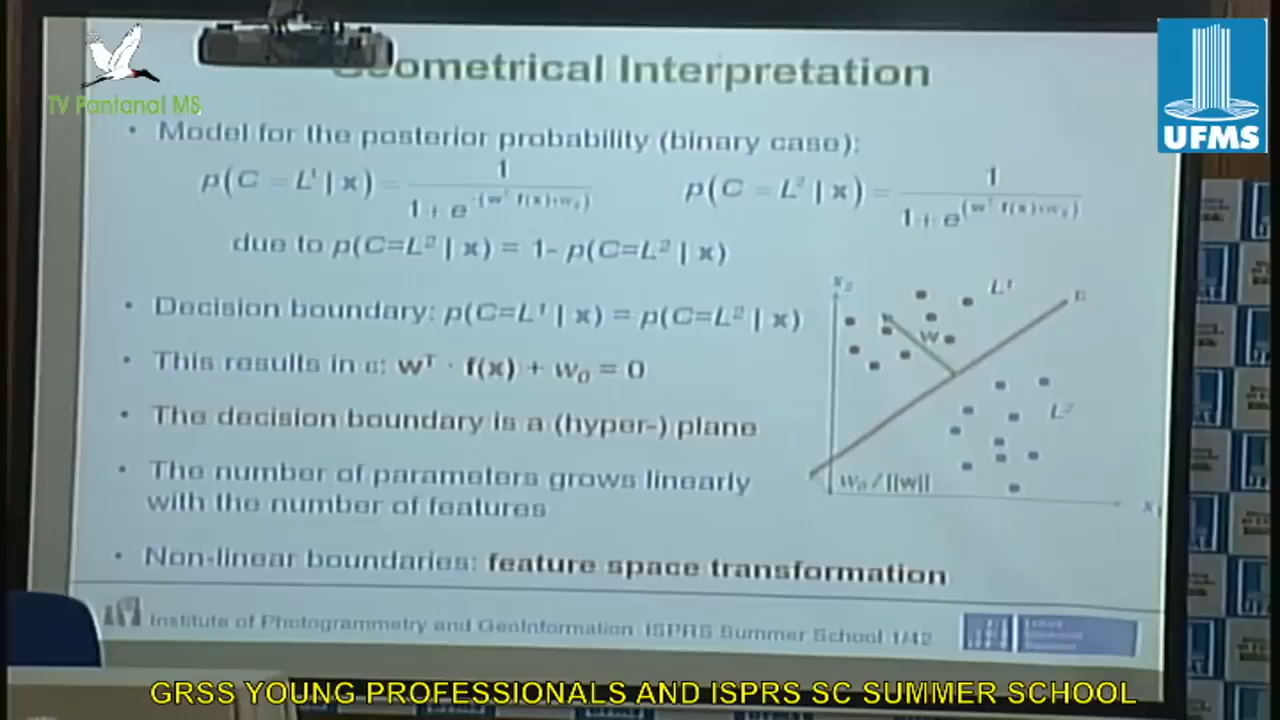 TV Pantanal MS
UFMS
Geometrical Interpretation
• Model for the posterior probability (binary case):
p(C = L¹ | x) = 1 / (1 + e^-(wᵀ·f(x)+w₀))
p(C = L² | x) = 1 / (1 + e^(wᵀ·f(x)+w₀))
due to p(C=L² | x) = 1- p(C=L² | x)
• Decision boundary: p(C=L¹ | x) = p(C=L² | x)
• This results in ε: wᵀ · f(x) + w₀ = 0
• The decision boundary is a (hyper-) plane
• The number of parameters grows linearly
with the number of features
• Non-linear boundaries: feature space transformation
x₂
L¹
ε
w
L²
w₀ / ||w||
x₁
Institute of Photogrammetry and GeoInformation ISPRS Summer School 1/42
GRSS YOUNG PROFESSIONALS AND ISPRS SC SUMMER SCHOOL